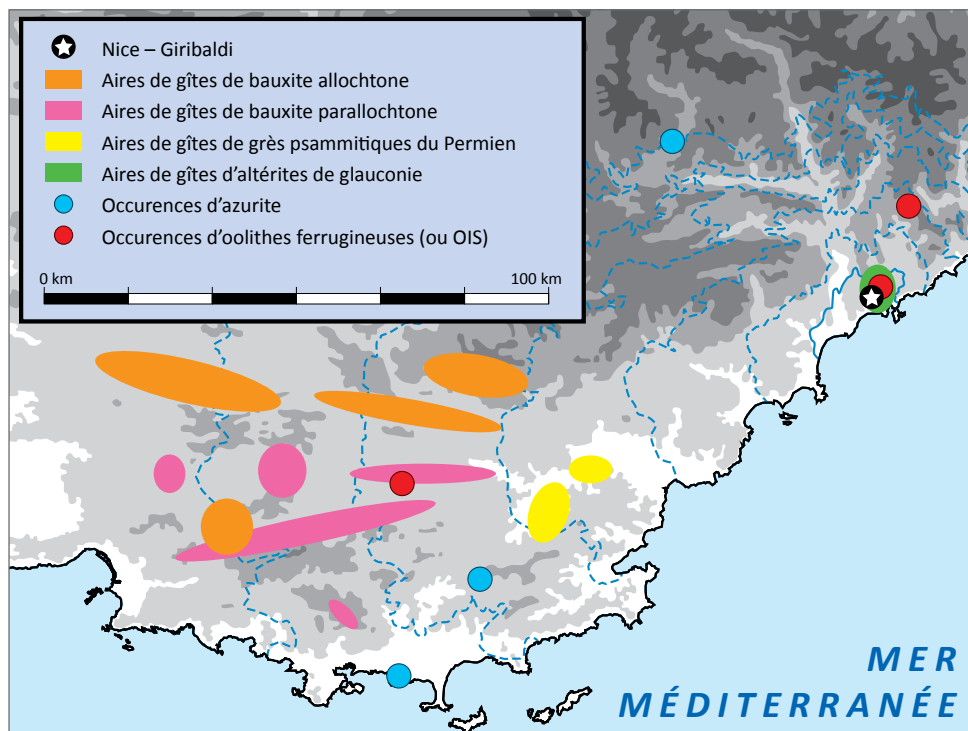 Nice – Giribaldi
Aires de gîtes de bauxite allochtone
Aires de gîtes de bauxite parallochtone
Aires de gîtes de grès psammitiques du Permien
Aires de gîtes d'altérites de glauconie
Occurences d'azurite
Occurences d'oolithes ferrugineuses (ou OIS)
0 km 100 km
MER
MÉDITERRANÉE